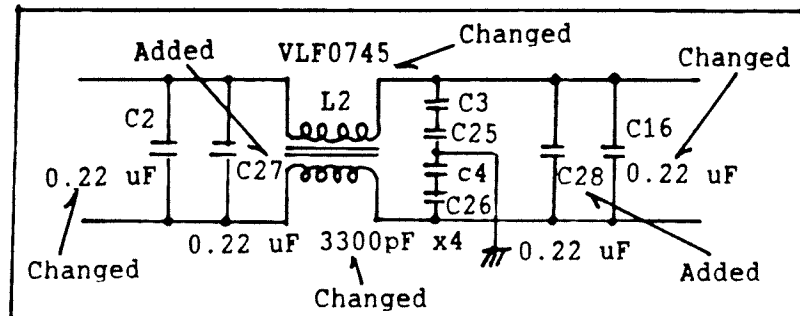 Added
VLF0745
Changed
Changed
L2
C2
C3
C16
C25
C27
c4
C28
0.22 uF
0.22 uF
C26
0.22 uF
3300pF x4
0.22 uF
Changed
Added
Changed